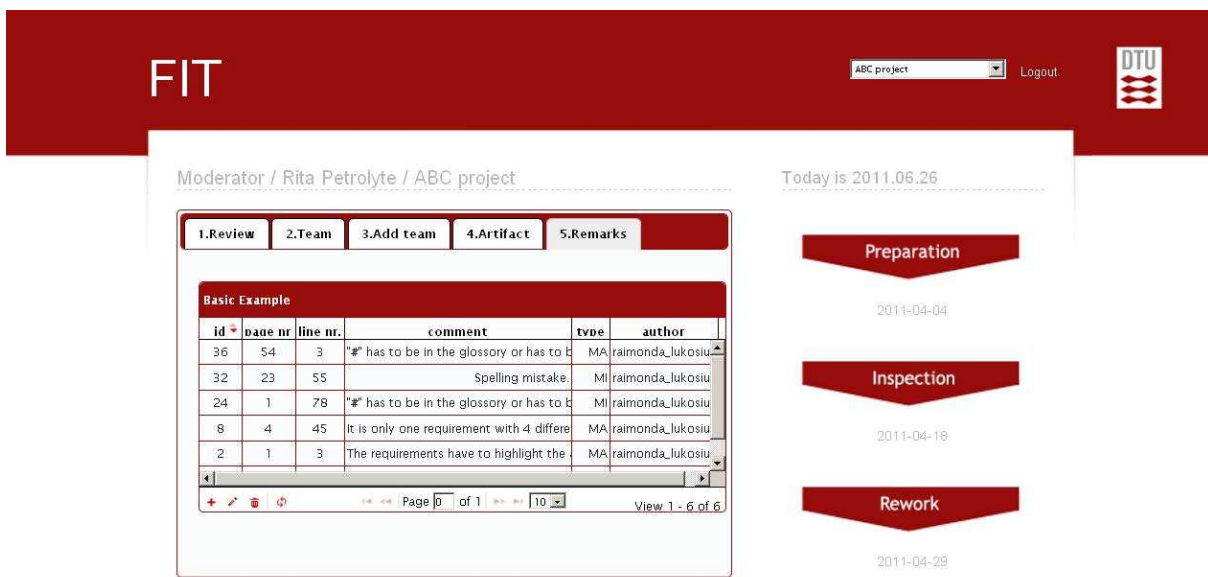 FIT
ABC project
Logout
DTU
Moderator / Rita Petrolyte / ABC project
Today is 2011.06.26
1.Review 2.Team 3.Add team 4.Artifact 5.Remarks
Basic Example
id page nr line nr. comment type author
36 54 3 "#" has to be in the glossory or has to b MA raimonda_lukosiu
32 23 55 Spelling mistake. MI raimonda_lukosiu
24 1 78 "#" has to be in the glossory or has to b MI raimonda_lukosiu
8 4 45 It is only one requirement with 4 differe MA raimonda_lukosiu
2 1 3 The requirements have to highlight the MA raimonda_lukosiu
Page 0 of 1 10 View 1 - 6 of 6
Preparation
2011-04-04
Inspection
2011-04-18
Rework
2011-04-29